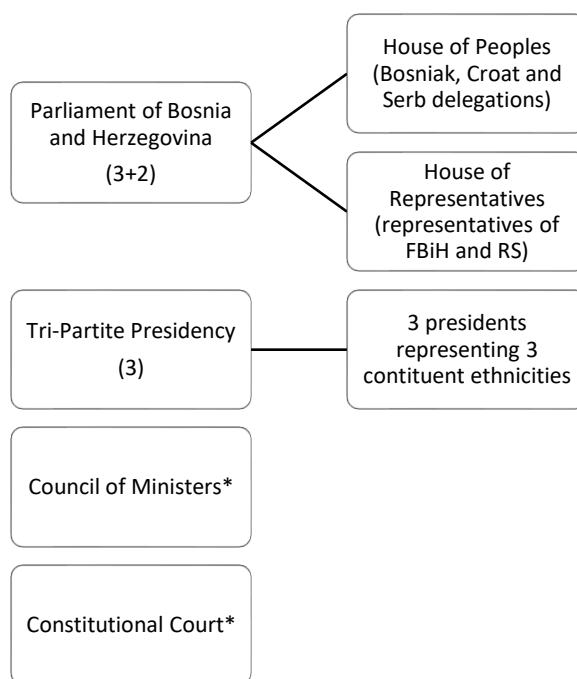 Parliament of Bosnia
and Herzegovina
(3+2)
House of Peoples
(Bosniak, Croat and
Serb delegations)
House of
Representatives
(representatives of
FBiH and RS)
Tri-Partite Presidency
(3)
3 presidents
representing 3
contituent ethnicities
Council of Ministers*
Constitutional Court*